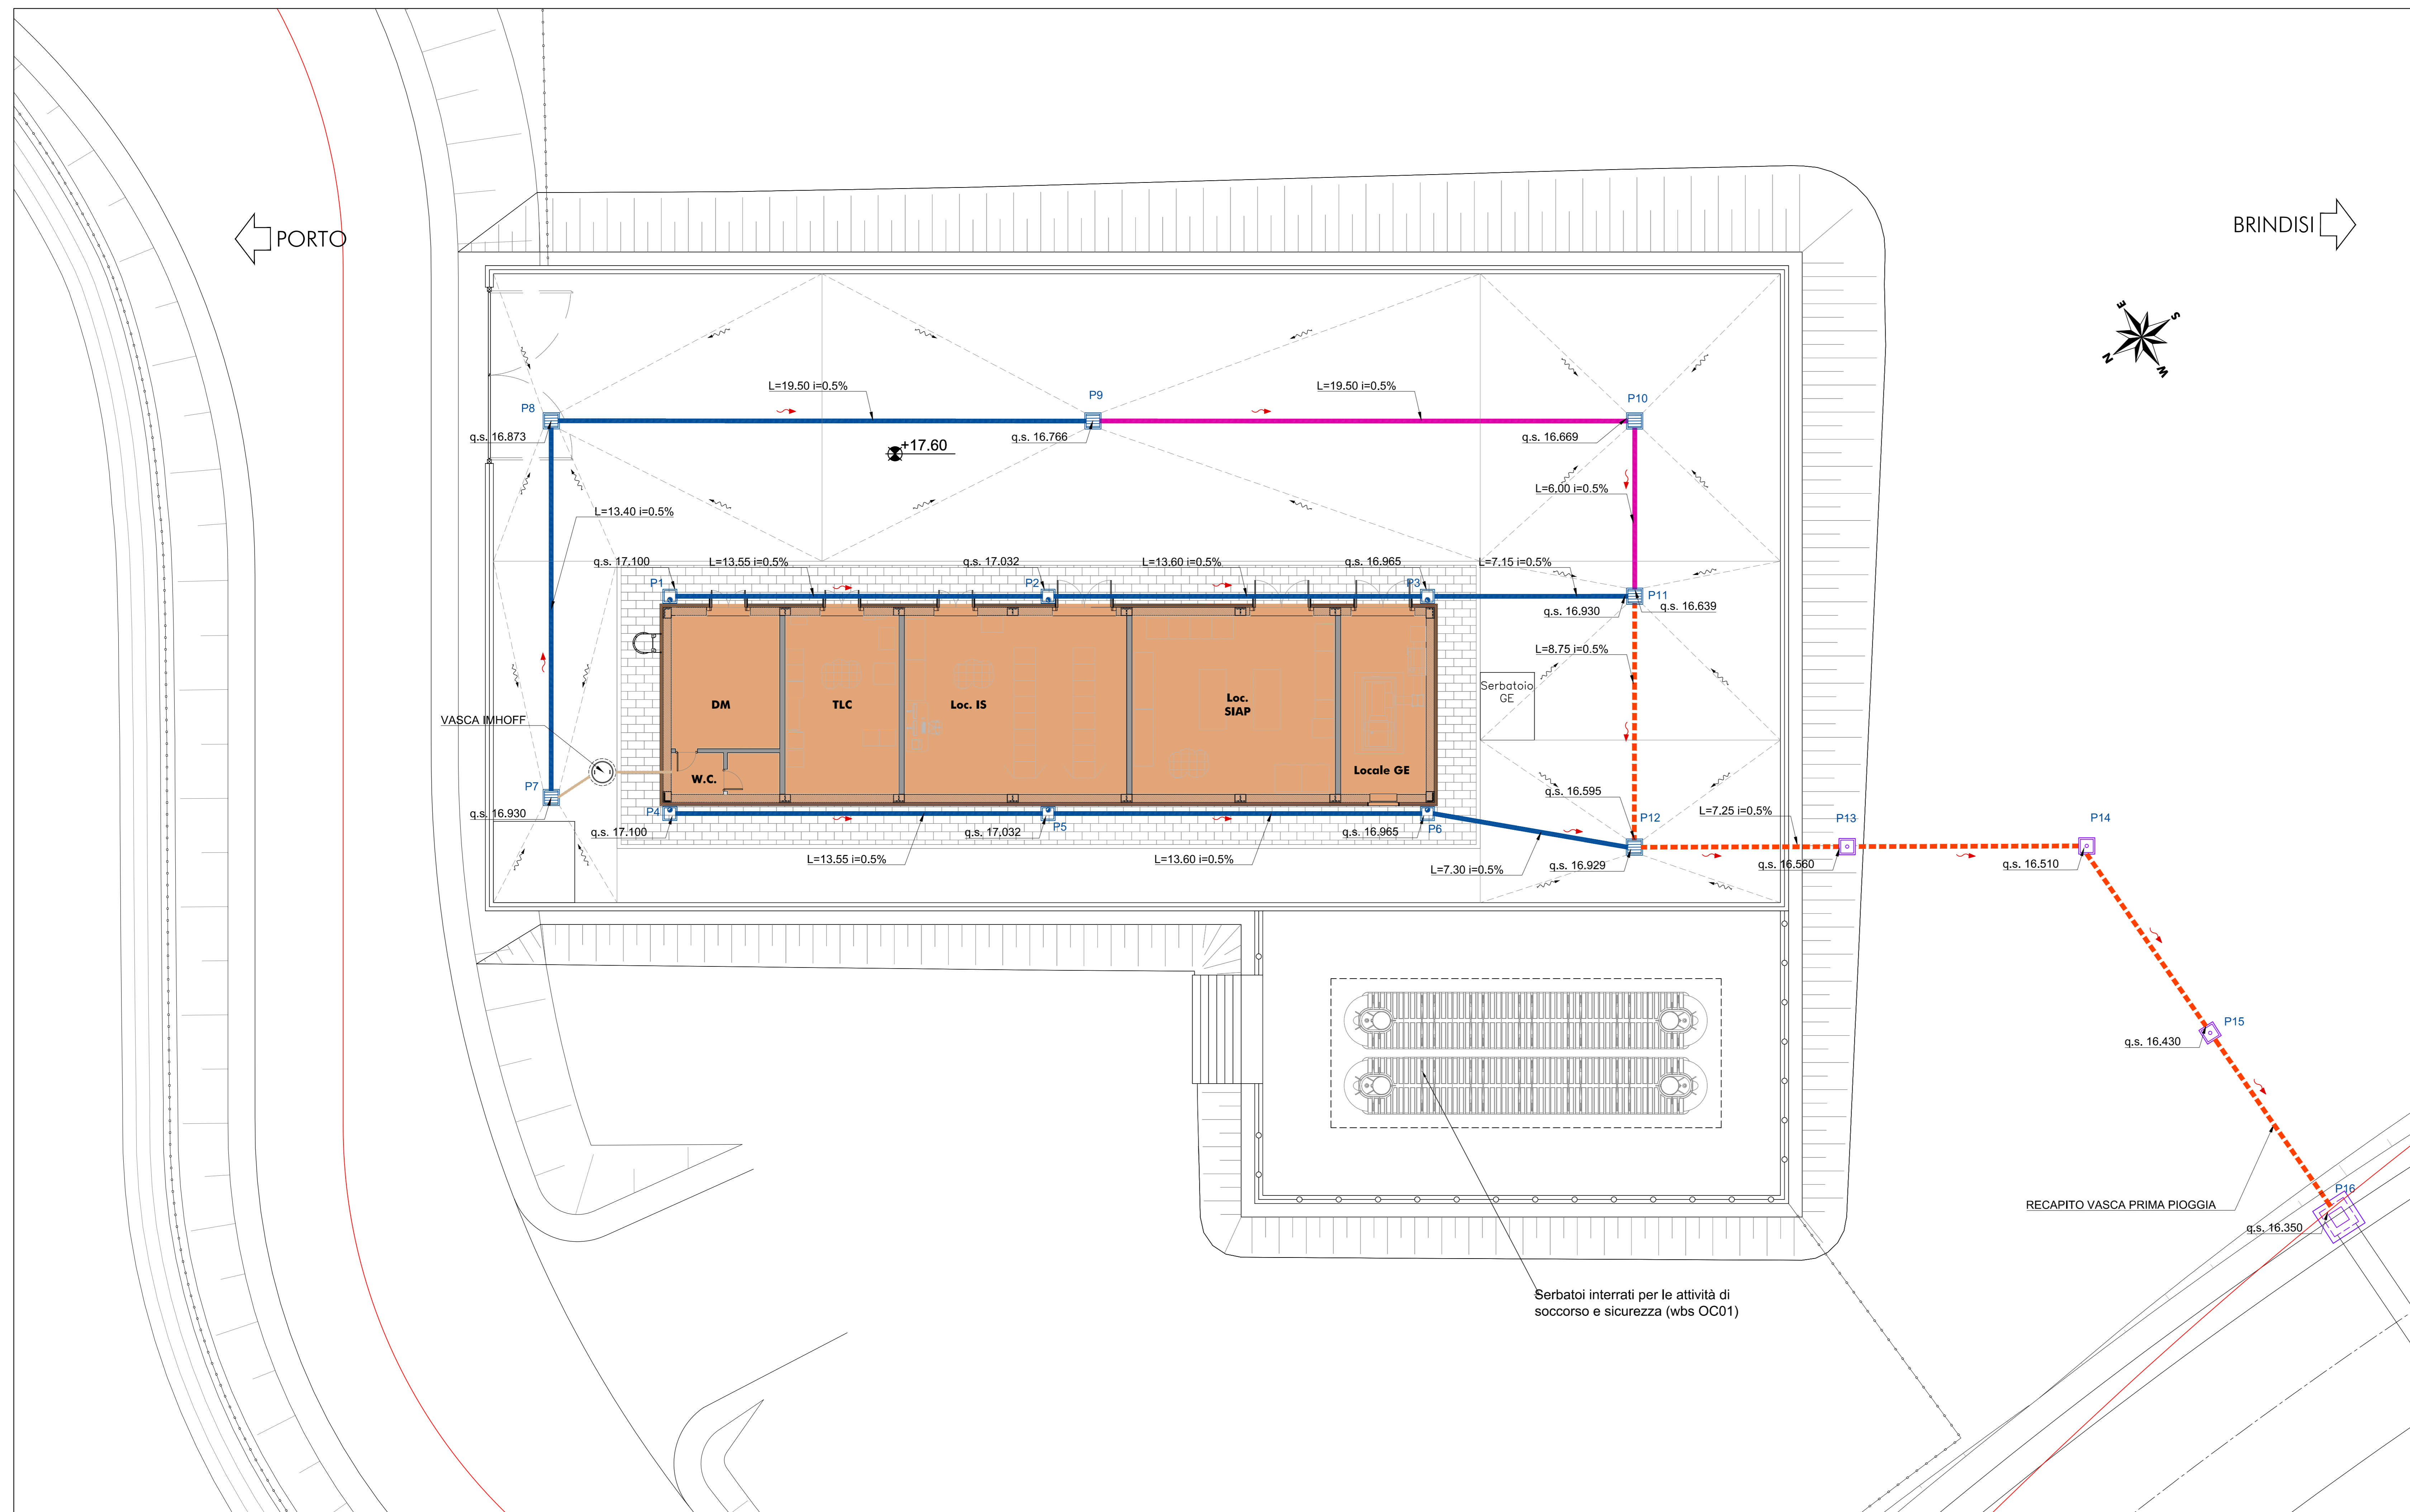 PORTO
BRINDISI
E
S
N
W
L=19.50 i=0.5%
L=19.50 i=0.5%
P8
P9
P10
q.s. 16.873
q.s. 16.766
q.s. 16.669
+17.60
L=6.00 i=0.5%
L=13.40 i=0.5%
q.s. 17.100
L=13.55 i=0.5%
q.s. 17.032
L=13.60 i=0.5%
q.s. 16.965
L=7.15 i=0.5%
P1
P2
P3
P11
q.s. 16.930
q.s. 16.639
L=8.75 i=0.5%
Serbatoio
GE
DM
TLC
Loc. IS
Loc.
SIAP
VASCA IMHOFF
W.C.
Locale GE
P7
q.s. 16.595
q.s. 16.930
P4
P5
P6
P12
L=7.25 i=0.5%
P13
P14
q.s. 17.100
q.s. 17.032
q.s. 16.965
L=13.55 i=0.5%
L=13.60 i=0.5%
L=7.30 i=0.5%
q.s. 16.929
q.s. 16.560
q.s. 16.510
P15
q.s. 16.430
P16
RECAPITO VASCA PRIMA PIOGGIA
q.s. 16.350
Serbatoi interrati per le attività di
soccorso e sicurezza (wbs OC01)